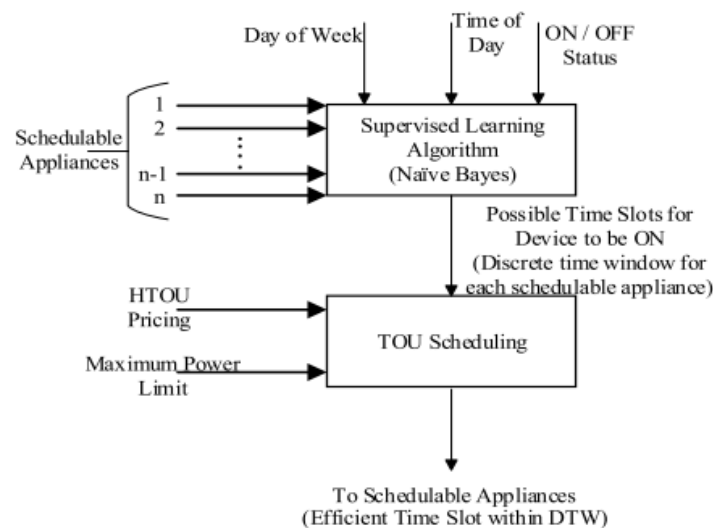 Day of Week
Time of
Day
ON / OFF
Status
Schedulable
Appliances
1
2
n-1
n
Supervised Learning
Algorithm
(Naïve Bayes)
Possible Time Slots for
Device to be ON
(Discrete time window for
each schedulable appliance)
HTOU
Pricing
Maximum Power
Limit
TOU Scheduling
To Schedulable Appliances
(Efficient Time Slot within DTW)